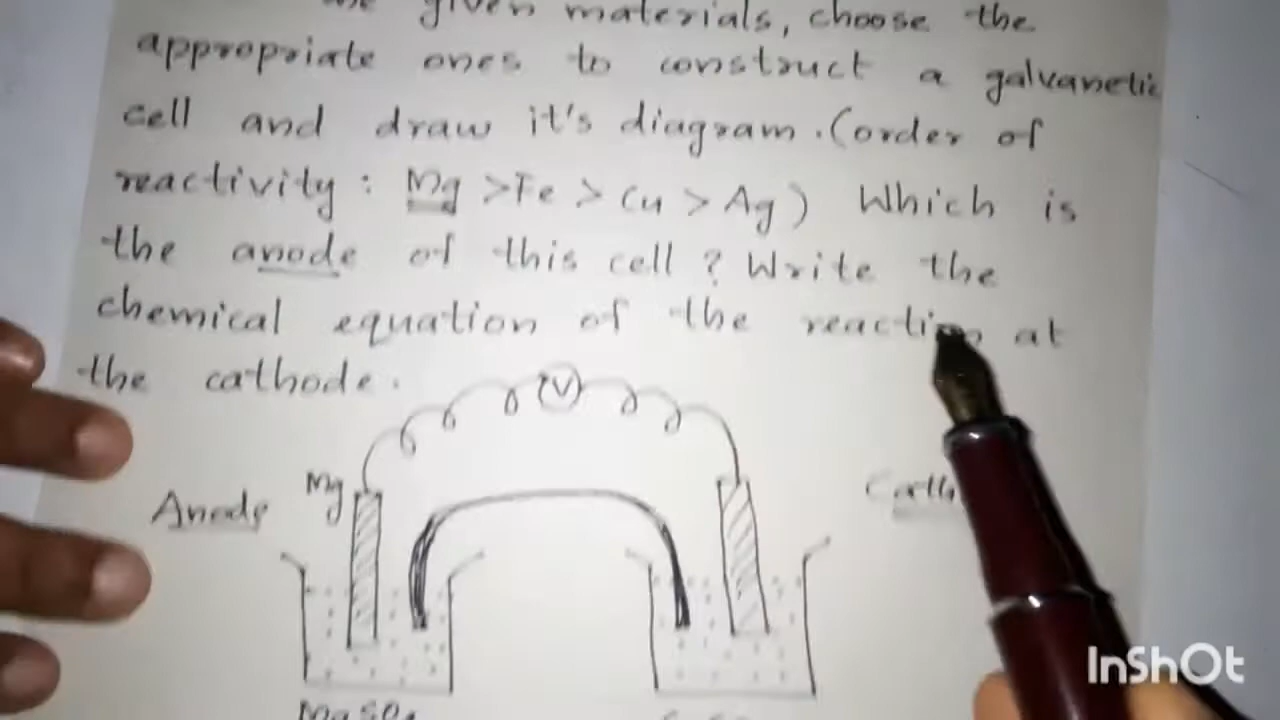 given materials, choose the
appropriate ones to construct a galvanetic
cell and draw it's diagram. (order of
reactivity : Mg >Fe > Cu > Ag) Which is
the anode of this cell ? Write the
chemical equation of the reaction at
the cathode.
(V)
Mg
Anode
MgSO4
InShOt